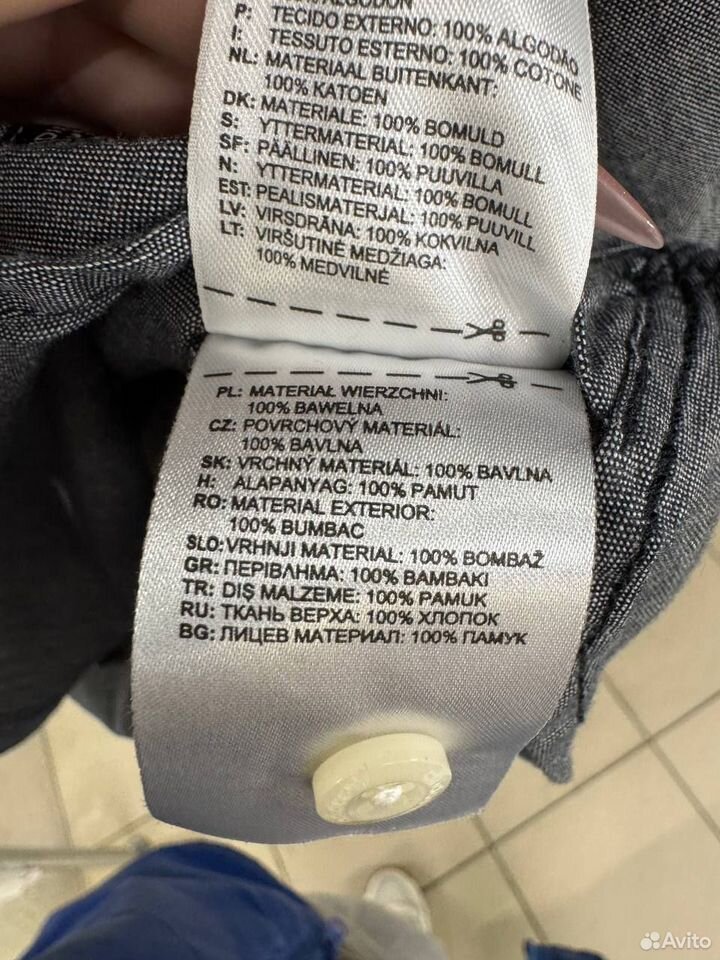 P: TECIDO EXTERNO: 100% ALGODÃO
I: TESSUTO ESTERNO: 100% COTONE
NL: MATERIAAL BUITENKANT:
100% KATOEN
DK: MATERIALE: 100% BOMULD
S: YTTERMATERIAL: 100% BOMULL
SF: PÄÄLLINEN: 100% PUUVILLA
N: YTTERMATERIAL: 100% BOMULL
EST: PEALISMATERJAL: 100% PUUVILL
LV: VIRSDRĀNA: 100% KOKVILNA
LT: VIRŠUTINĖ MEDŽIAGA:
100% MEDVILNĖ
PL: MATERIAŁ WIERZCHNI:
100% BAWEŁNA
CZ: POVRCHOVÝ MATERIÁL:
100% BAVLNA
SK: VRCHNÝ MATERIÁL: 100% BAVLNA
H: ALAPANYAG: 100% PAMUT
RO: MATERIAL EXTERIOR:
100% BUMBAC
SLO: VRHNJI MATERIAL: 100% BOMBAŽ
GR: ΠΕΡΙΒΛΗΜΑ: 100% ΒΑΜΒΑΚΙ
TR: DIŞ MALZEME: 100% PAMUK
RU: ТКАНЬ ВЕРХА: 100% ХЛОПОК
BG: ЛИЦЕВ МАТЕРИАЛ: 100% ПАМУК
Avito